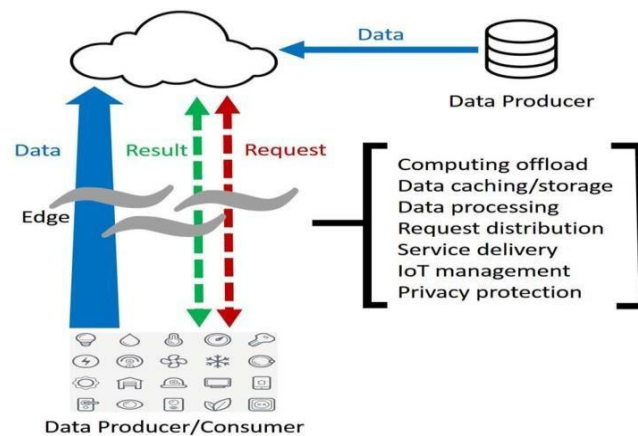 Data
Data Producer
Data
Result
Request
Edge
Computing offload
Data caching/storage
Data processing
Request distribution
Service delivery
IoT management
Privacy protection
Data Producer/Consumer